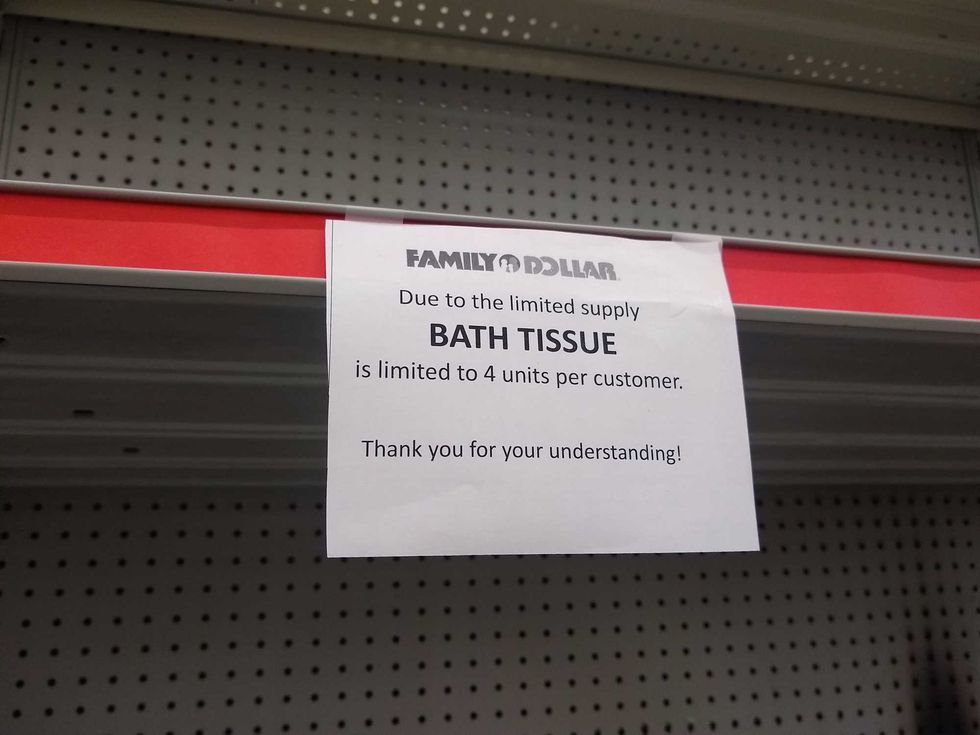 FAMILY DOLLAR
Due to the limited supply
BATH TISSUE
is limited to 4 units per customer.
Thank you for your understanding!